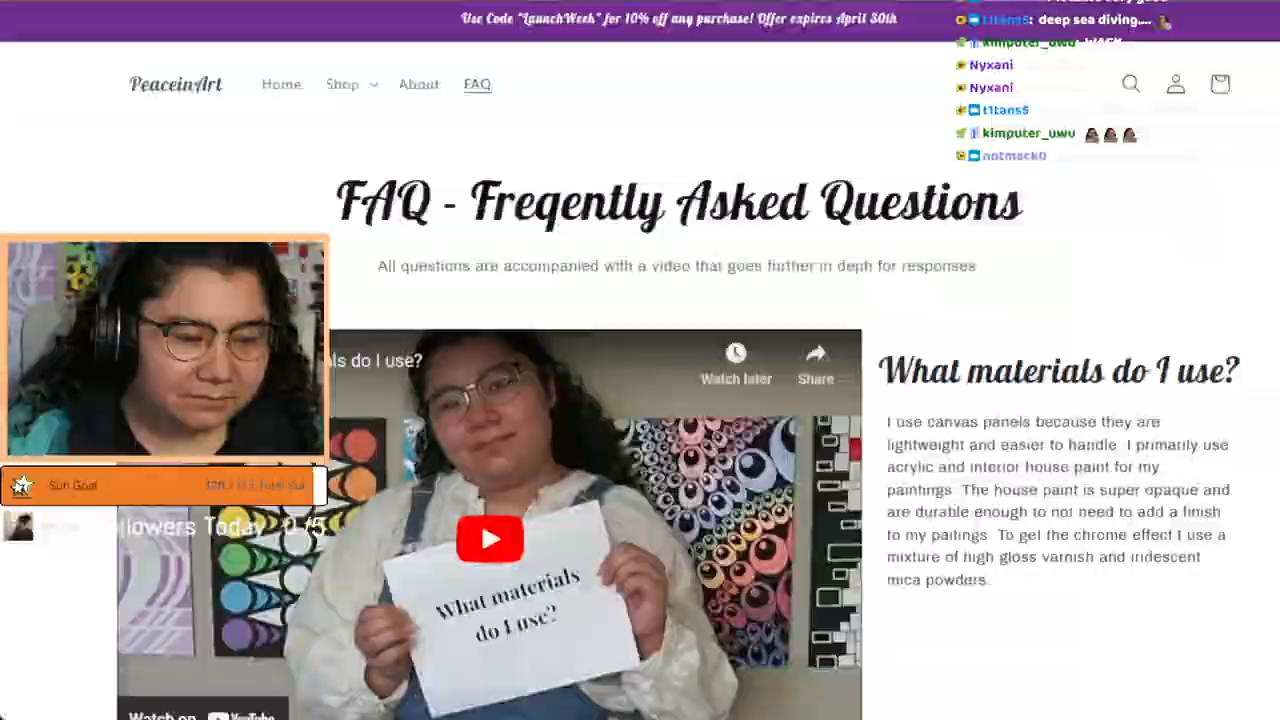 Use Code "LaunchWeek" for 10% off any purchase! Offer expires April 30th
t1tans5: deep sea diving....
kimputer_uwu
Nyxani
Nyxani
t1tans5
kimputer_uwu
notmack0
PeaceinArt
Home
Shop
About
FAQ
FAQ - Freqently Asked Questions
All questions are accompanied with a video that goes further in deph for responses
ls do I use?
Watch later
Share
What materials do I use?
I use canvas panels because they are
lightweight and easier to handle. I primarily use
acrylic and interior house paint for my
paintings. The house paint is super opaque and
are durable enough to not need to add a finish
to my paitings. To get the chrome effect I use a
mixture of high gloss varnish and iridescent
mica powders.
Sub Goal
llowers Today 0/5
What materials
do I use?
Watch on YouTube